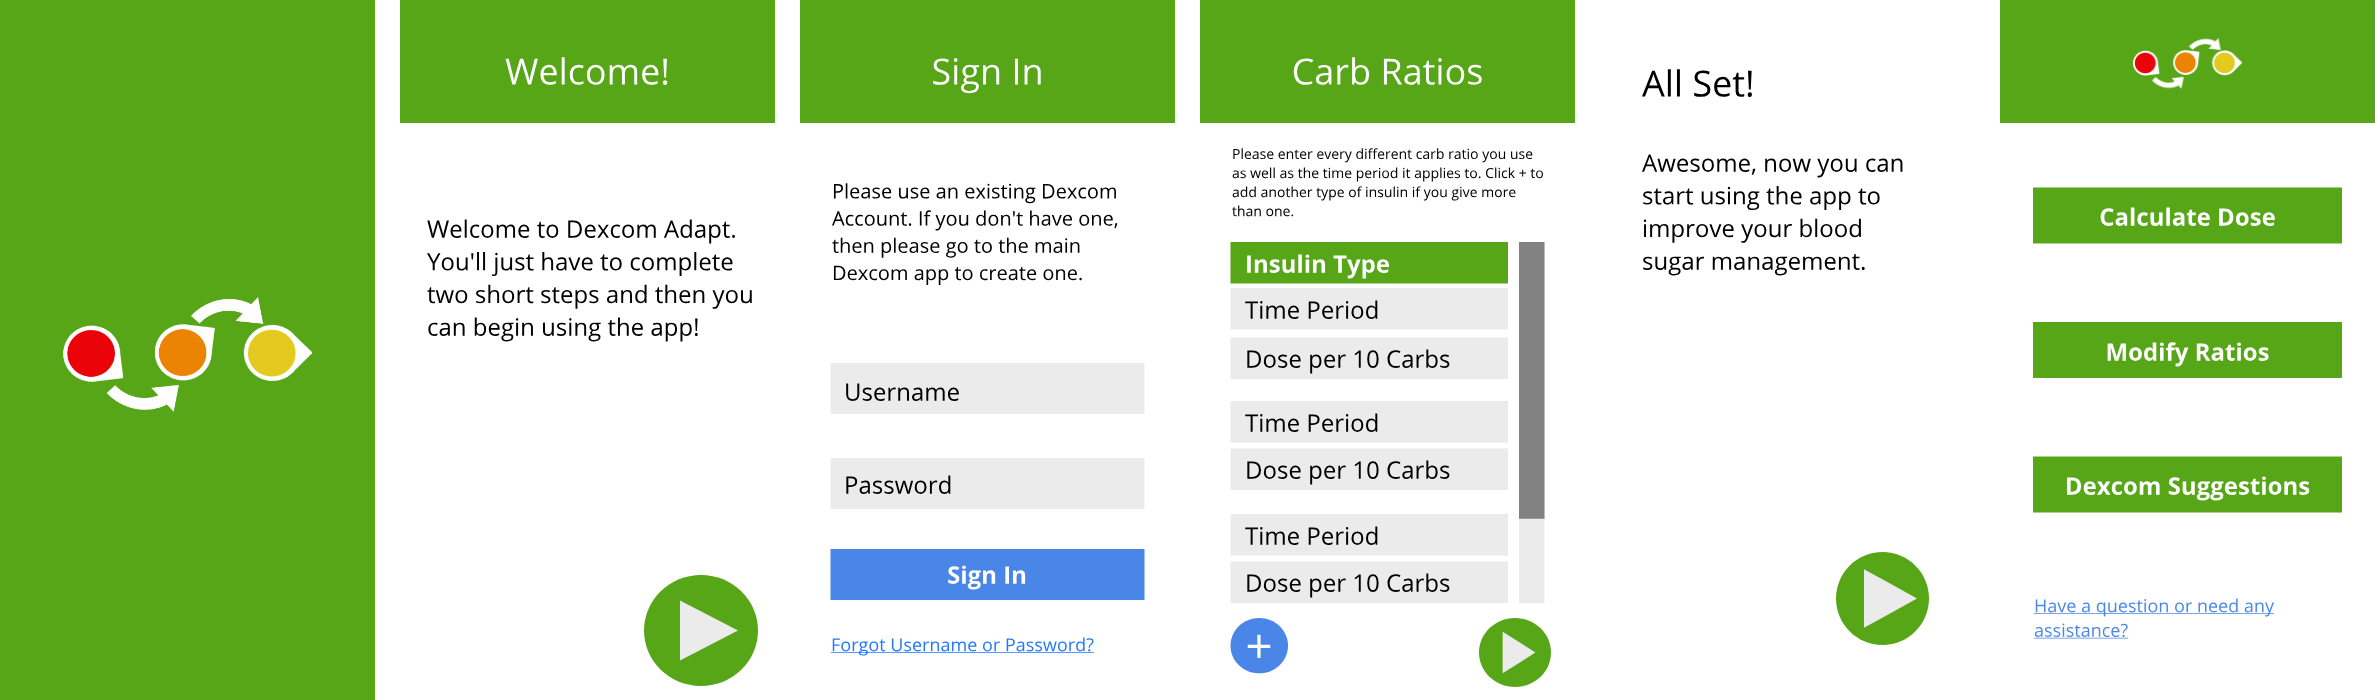 Welcome!
Welcome to Dexcom Adapt.
You'll just have to complete
two short steps and then you
can begin using the app!
Sign In
Please use an existing Dexcom
Account. If you don't have one,
then please go to the main
Dexcom app to create one.
Username
Password
Sign In
Forgot Username or Password?
Carb Ratios
Please enter every different carb ratio you use
as well as the time period it applies to. Click + to
add another type of insulin if you give more
than one.
Insulin Type
Time Period
Dose per 10 Carbs
Time Period
Dose per 10 Carbs
Time Period
Dose per 10 Carbs
+
All Set!
Awesome, now you can
start using the app to
improve your blood
sugar management.
Calculate Dose
Modify Ratios
Dexcom Suggestions
Have a question or need any
assistance?